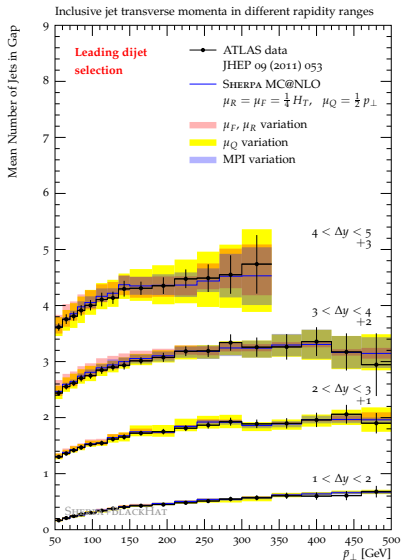 Inclusive jet transverse momenta in different rapidity ranges
Mean Number of Jets in Gap
Leading dijet
selection
ATLAS data
JHEP 09 (2011) 053
SHERPA MC@NLO
μR = μF = 1/4 HT, μQ = 1/2 p⊥
μF, μR variation
μQ variation
MPI variation
4 < Δy < 5
+3
3 < Δy < 4
+2
2 < Δy < 3
+1
1 < Δy < 2
SHERPA+BLACKHAT
9
8
7
6
5
4
3
2
1
0
50 100 150 200 250 300 350 400 450 500
p̄⊥ [GeV]